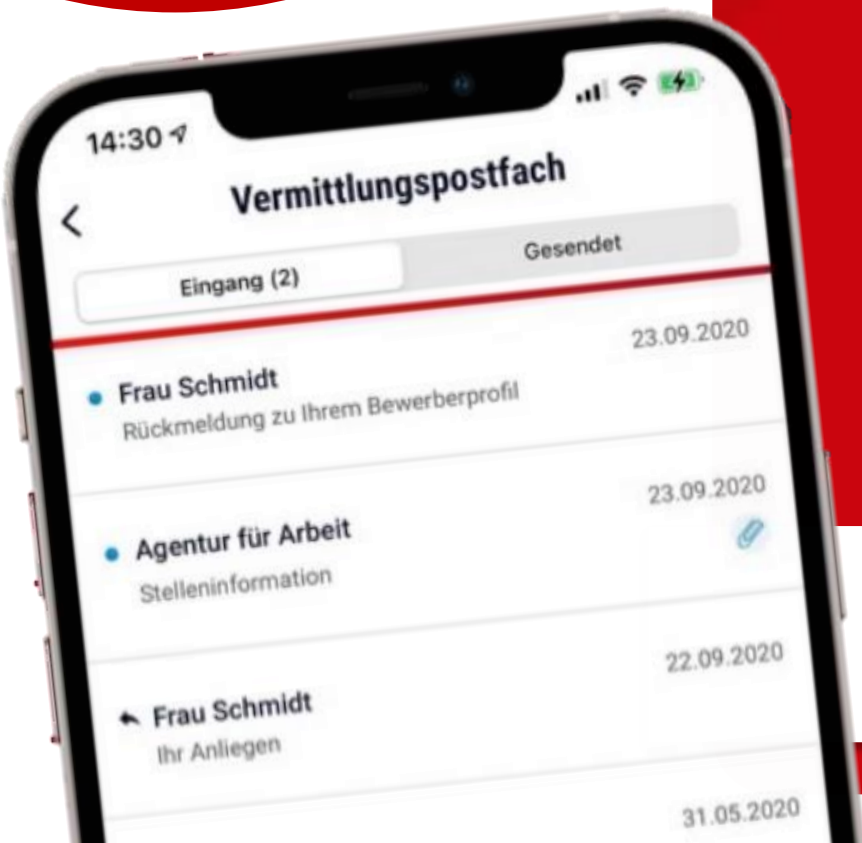 14:30
Vermittlungspostfach
Eingang (2)
Gesendet
23.09.2020
Frau Schmidt
Rückmeldung zu Ihrem Bewerberprofil
23.09.2020
Agentur für Arbeit
Stelleninformation
22.09.2020
Frau Schmidt
Ihr Anliegen
31.05.2020